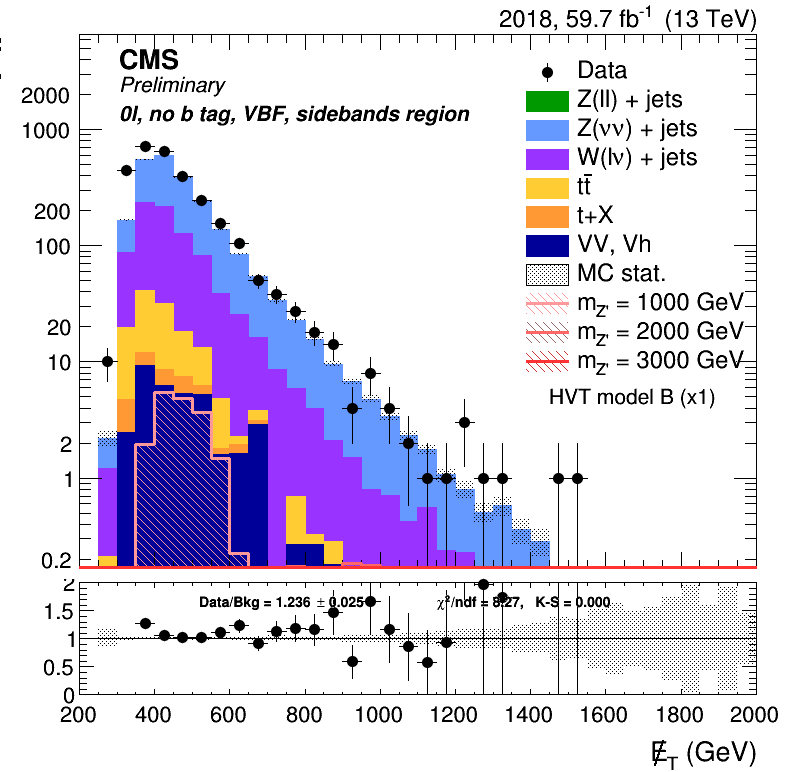 2018, 59.7 fb⁻¹ (13 TeV)
CMS
Preliminary
0l, no b tag, VBF, sidebands region
Data
Z(ll) + jets
Z(νν) + jets
W(lν) + jets
tt̄
t+X
VV, Vh
MC stat.
m_Z' = 1000 GeV
m_Z' = 2000 GeV
m_Z' = 3000 GeV
HVT model B (x1)
2000
1000
200
100
20
10
2
1
0.2
2
1.5
1
0.5
0
Data/Bkg = 1.236 ± 0.025
χ²/ndf = 8.27, K-S = 0.000
200 400 600 800 1000 1200 1400 1600 1800 2000
E̸_T (GeV)